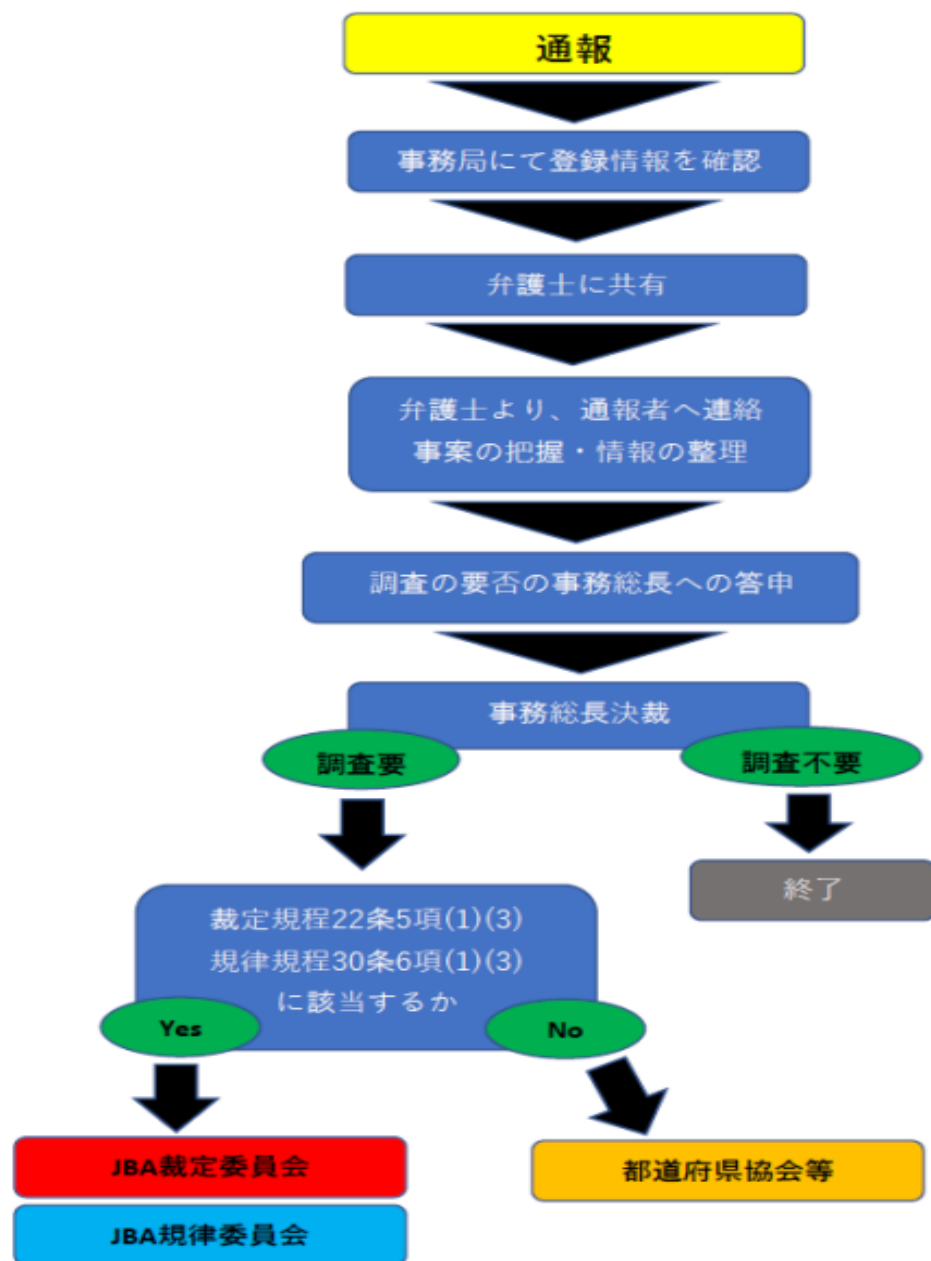 通報
事務局にて登録情報を確認
弁護士に共有
弁護士より、通報者へ連絡
事案の把握・情報の整理
調査の要否の事務総長への答申
事務総長決裁
調査要
調査不要
終了
裁定規程22条5項(1)(3)
規律規程30条6項(1)(3)
に該当するか
Yes
No
JBA裁定委員会
都道府県協会等
JBA規律委員会